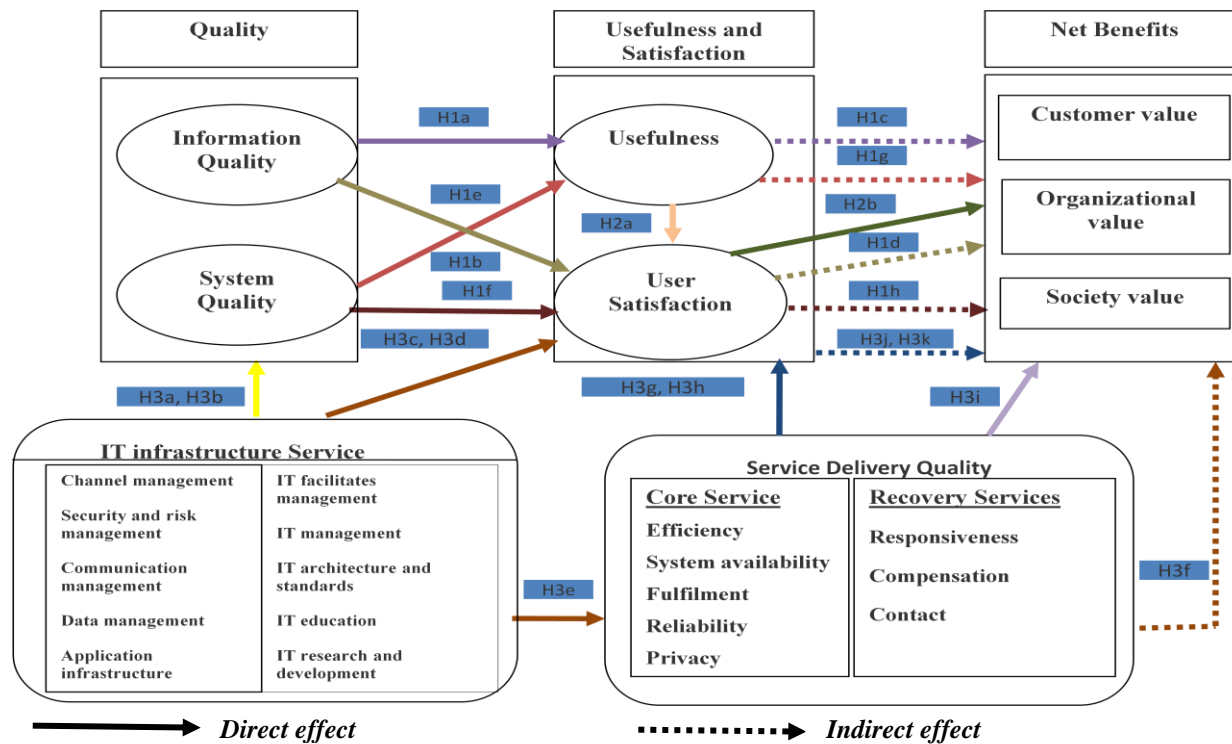 Quality
Usefulness and
Satisfaction
Net Benefits
Information
Quality
System
Quality
H1a
H1e
H1b
H1f
H3c, H3d
Usefulness
H2a
User
Satisfaction
H1c
H1g
H2b
H1d
H1h
H3j, H3k
Customer value
Organizational
value
Society value
H3a, H3b
H3g, H3h
H3i
IT infrastructure Service
Channel management
Security and risk
management
Communication
management
Data management
Application
infrastructure
IT facilitates
management
IT management
IT architecture and
standards
IT education
IT research and
development
H3e
Service Delivery Quality
Core Service
Efficiency
System availability
Fulfilment
Reliability
Privacy
Recovery Services
Responsiveness
Compensation
Contact
H3f
Direct effect
Indirect effect